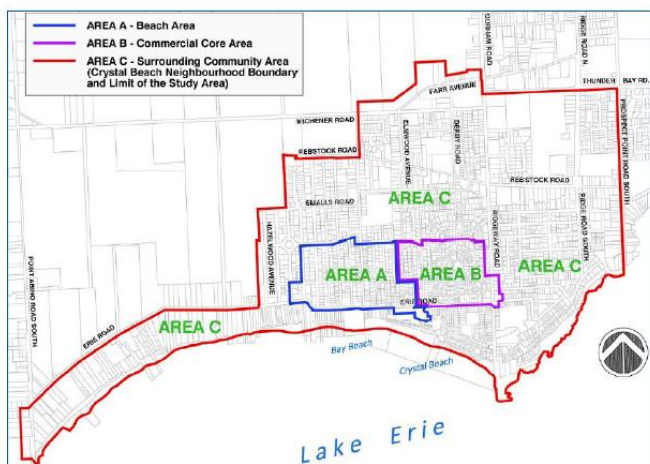 AREA A - Beach Area
AREA B - Commercial Core Area
AREA C - Surrounding Community Area
(Crystal Beach Neighbourhood Boundary
and Limit of the Study Area)
RIDGE ROAD N.
THUNDER BAY RD.
FARR AVENUE
MICHENER ROAD
REBSTOCK ROAD
ELMWOOD AVENUE
DERBY ROAD
PROSPECT POINT ROAD SOUTH
REBSTOCK ROAD
AREA C
SMALLS ROAD
RIDGEWAY ROAD
RIDGE ROAD SOUTH
HAZELWOOD AVENUE
AREA A
AREA B
AREA C
POINT ABINO ROAD SOUTH
ERIE ROAD
ERIE ROAD
AREA C
Bay Beach
Crystal Beach
Lake Erie